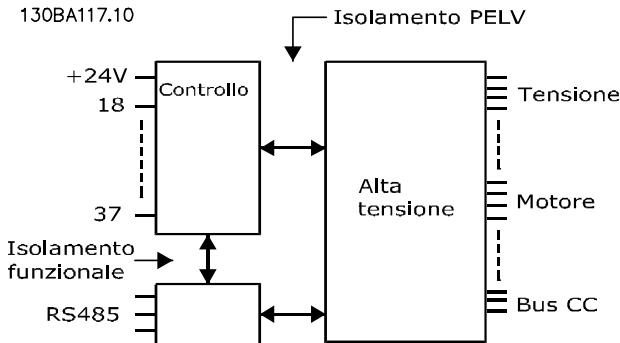 130BA117.10
Isolamento PELV
+24V
Controllo
18
Tensione
37
Alta
tensione
Motore
Isolamento
funzionale
RS485
Bus CC